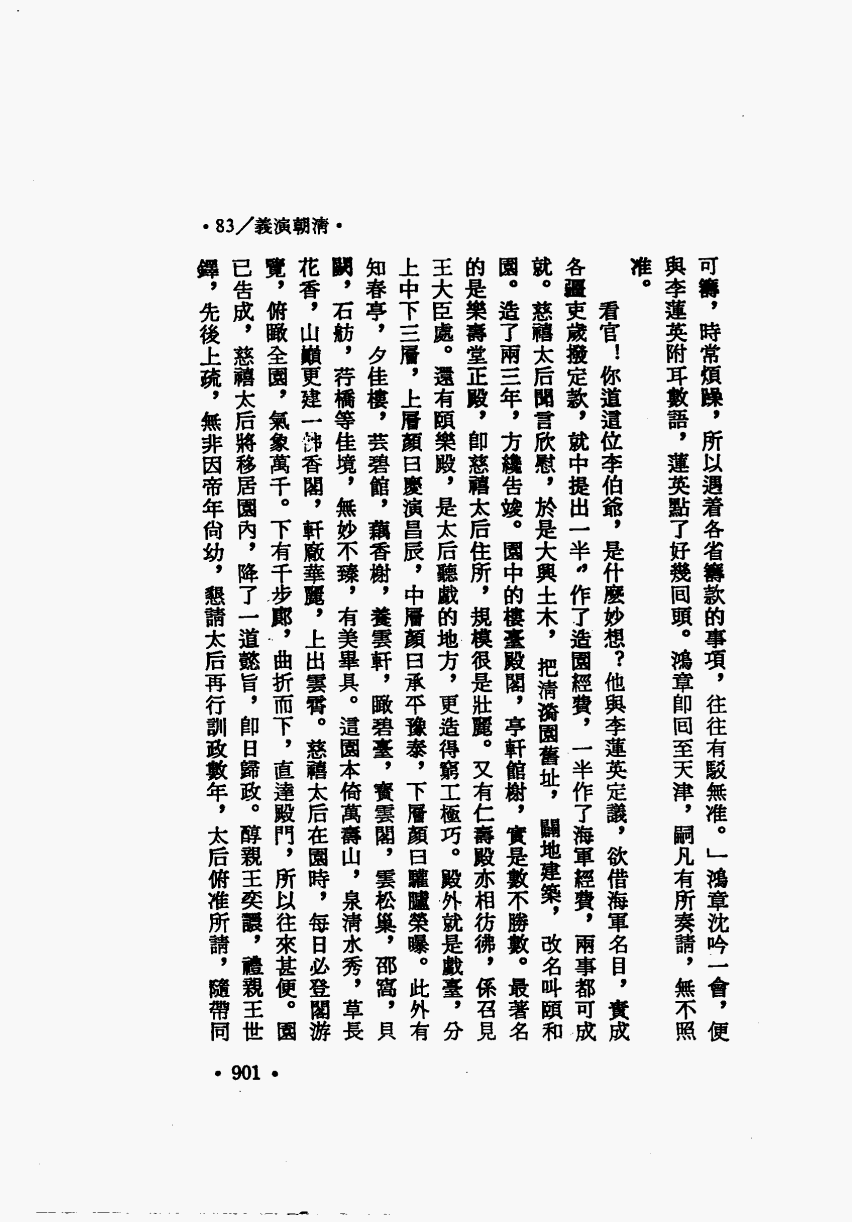 •83／義演朝清•
可籌，時常煩躁，所以遇着各省籌款的事項，往往有駁無准。」鴻章沈吟一會，便
與李蓮英附耳數語，蓮英點了好幾囘頭。鴻章卽囘至天津，嗣凡有所奏請，無不照
准。
看官！你道這位李伯爺，是什麼妙想？他與李蓮英定議，欲借海軍名目，責成
各疆吏歲撥定款，就中提出一半，作了造園經費，一半作了海軍經費，兩事都可成
就。慈禧太后聞言欣慰，於是大興土木，把清漪園舊址，闢地建築，改名叫頤和
園。造了兩三年，方纔告竣。園中的樓臺殿閣，亭軒館榭，實是數不勝數。最著名
的是樂壽堂正殿，卽慈禧太后住所，規模很是壯麗。又有仁壽殿亦相彷彿，係召見
王大臣處。還有頤樂殿，是太后聽戲的地方，更造得窮工極巧。殿外就是戲臺，分
上中下三層，上層顏曰慶演昌辰，中層顏曰承平豫泰，下層顏曰驩臚榮曝。此外有
知春亭，夕佳樓，芸碧館，藕香榭，養雲軒，瞰碧臺，寳雲閣，雲松巢，邵窩，貝
闕，石舫，荇橋等佳境，無妙不臻，有美畢具。這園本倚萬壽山，泉清水秀，草長
花香，山巔更建一佛香閣，軒廠華麗，上出雲霄。慈禧太后在園時，每日必登閣游
覽，俯瞰全園，氣象萬千。下有千步廊，曲折而下，直達殿門，所以往來甚便。園
已告成，慈禧太后將移居園內，降了一道懿旨，卽日歸政。醇親王奕譞，禮親王世
鐸，先後上疏，無非因帝年尙幼，懇請太后再行訓政數年，太后俯准所請，隨帶同
•901•